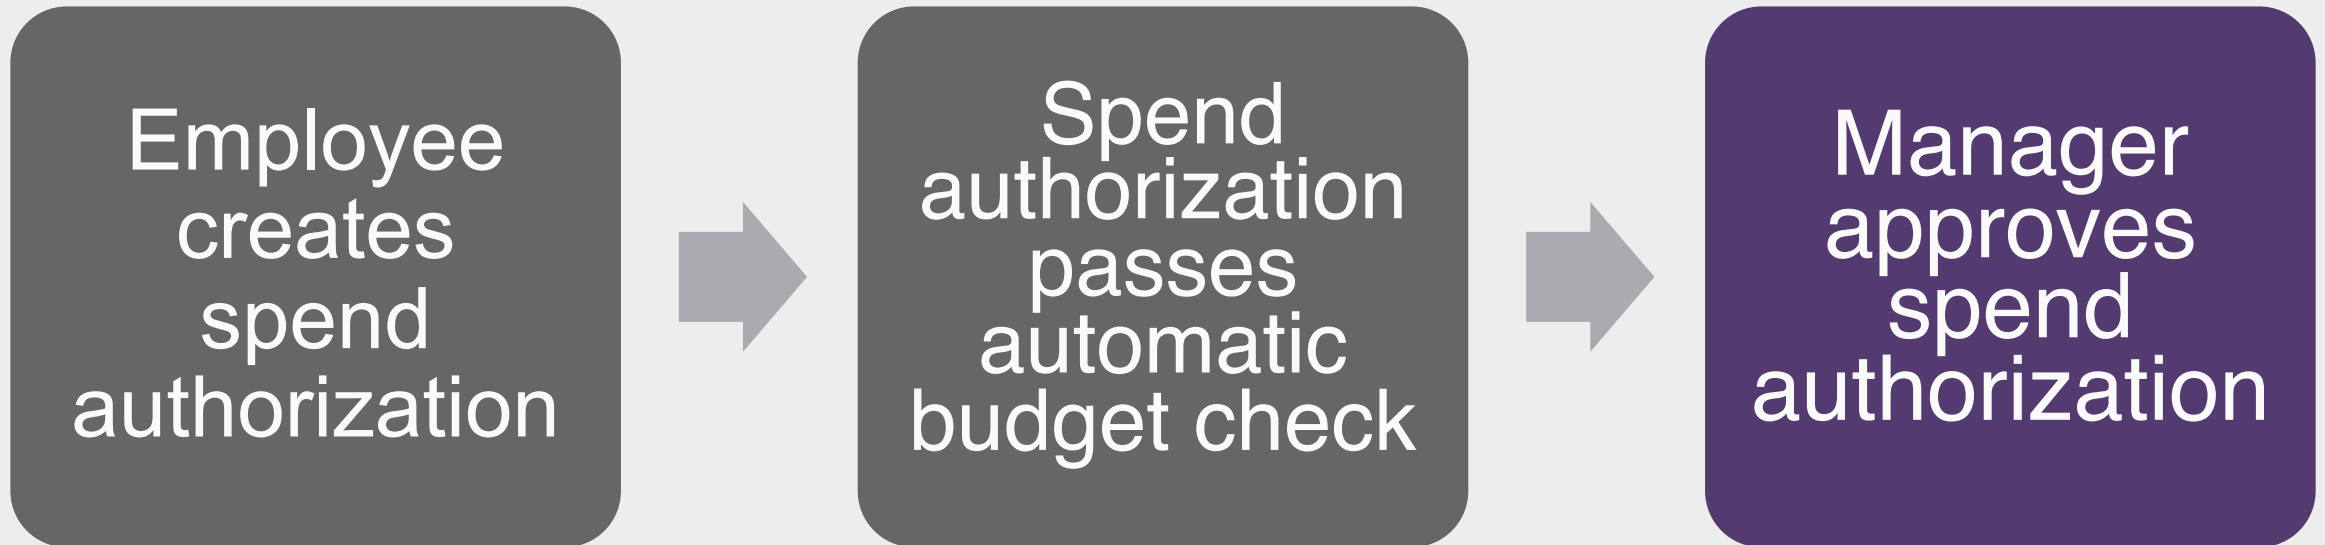 Employee
creates
spend
authorization
Spend
authorization
passes
automatic
budget check
Manager
approves
spend
authorization